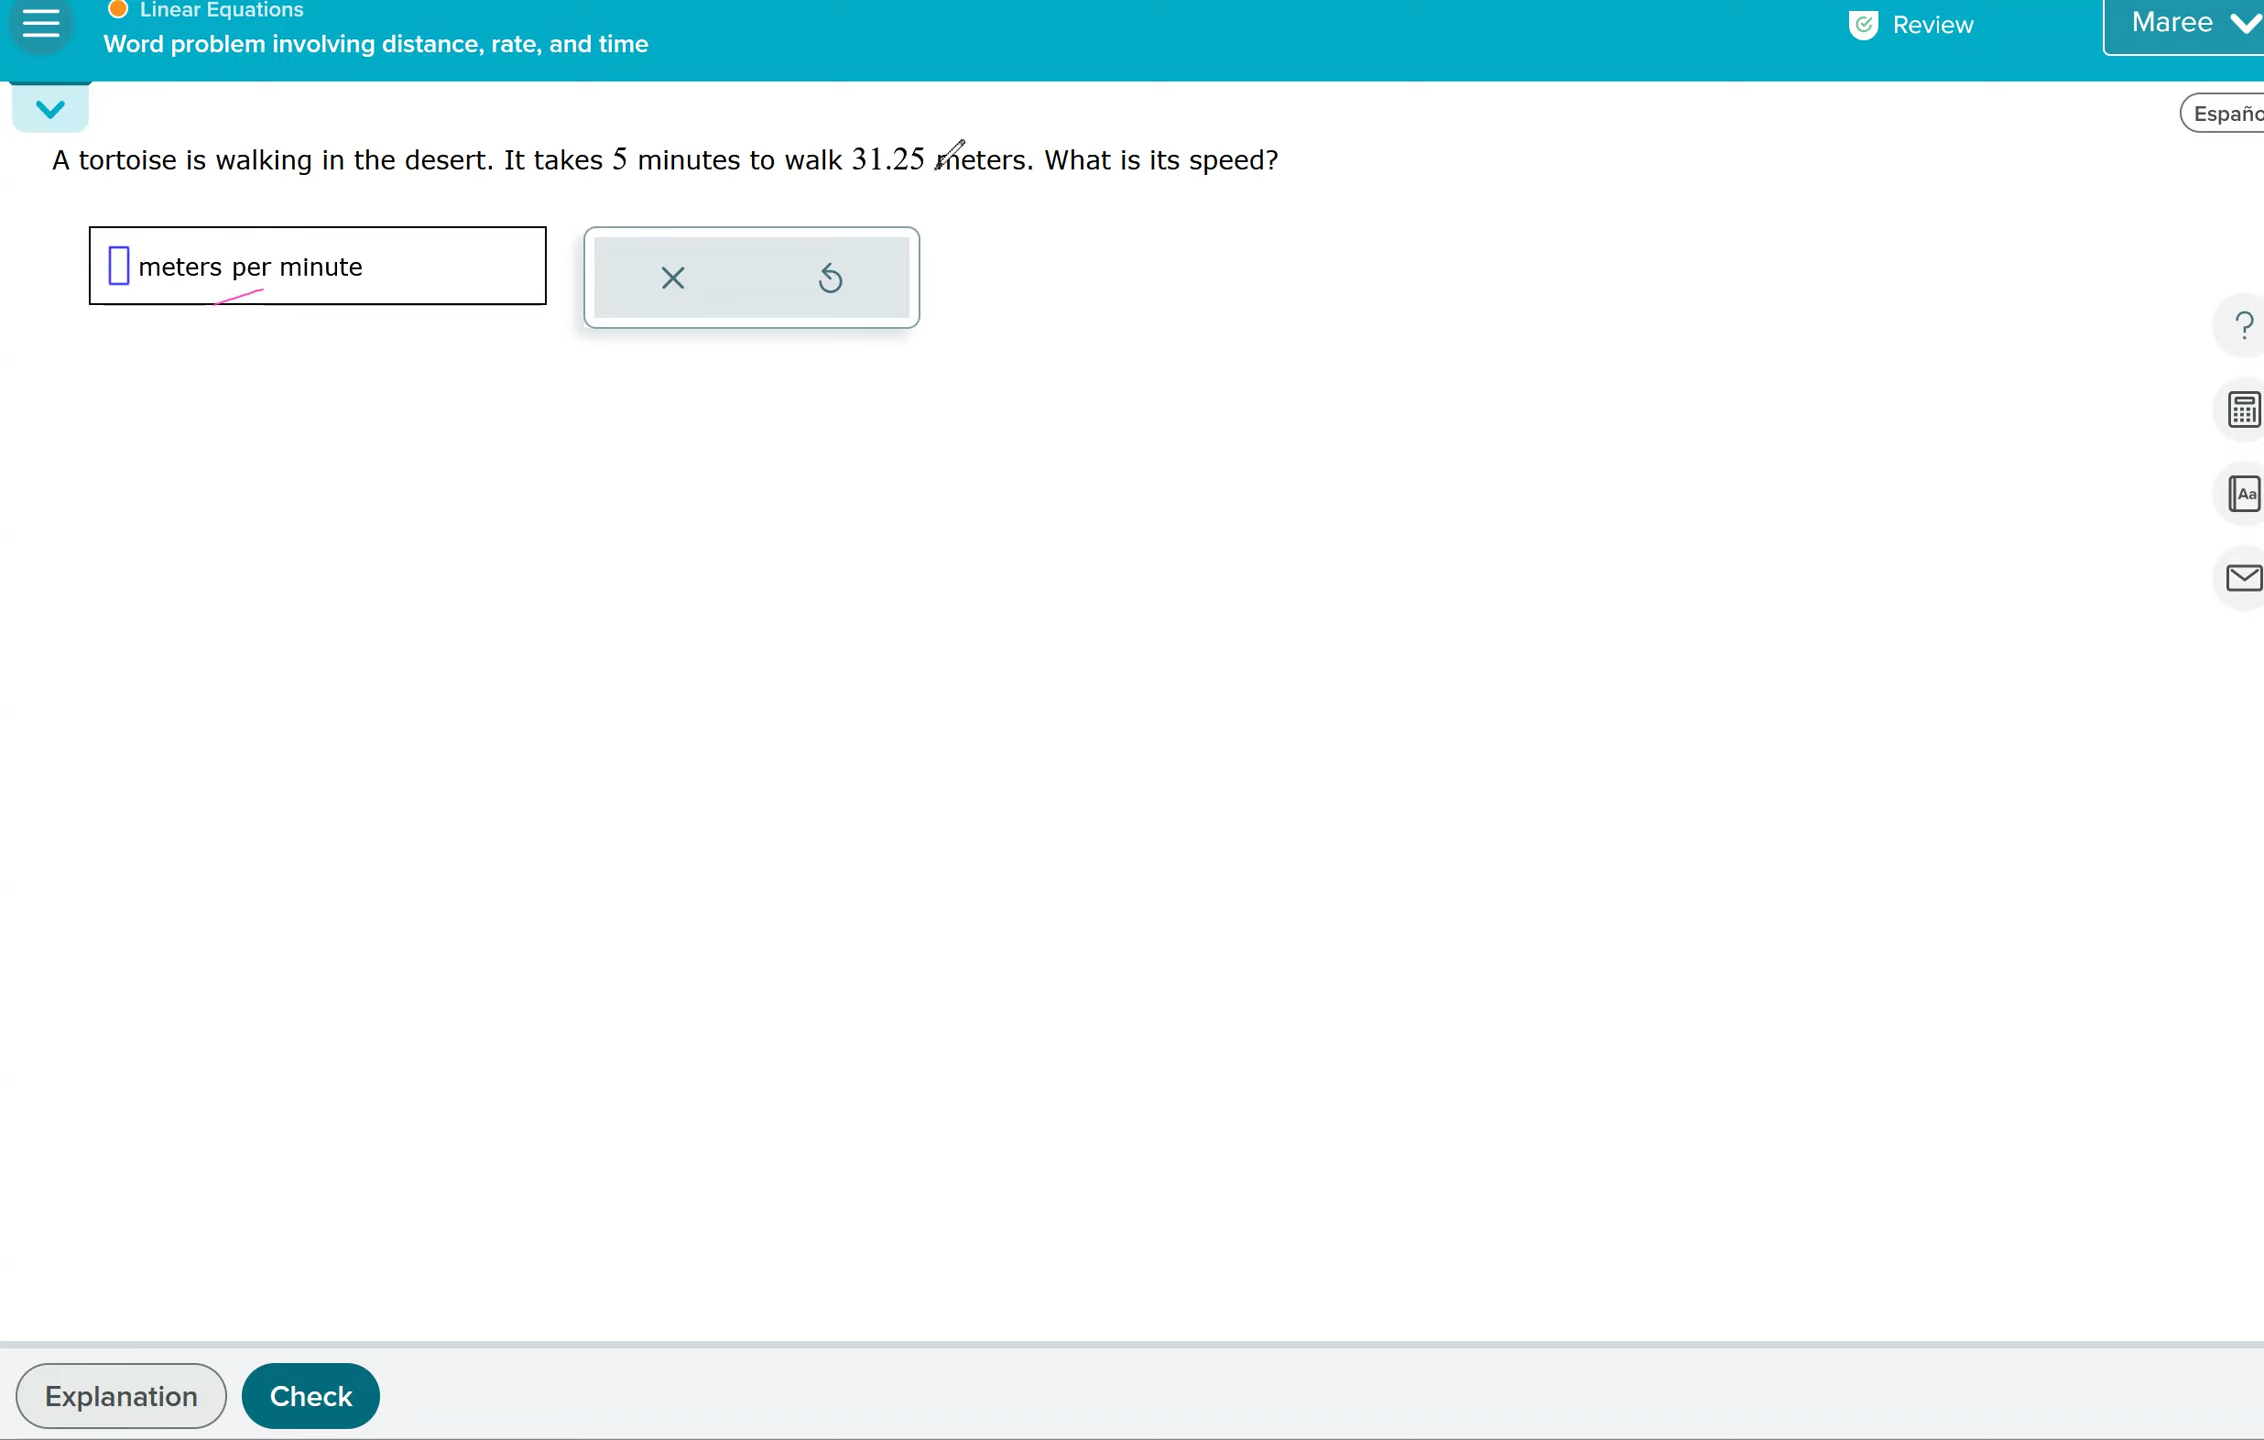 Linear Equations
Word problem involving distance, rate, and time
Review
Maree
Españo
A tortoise is walking in the desert. It takes 5 minutes to walk 31.25 meters. What is its speed?
meters per minute
?
Aa
Explanation
Check